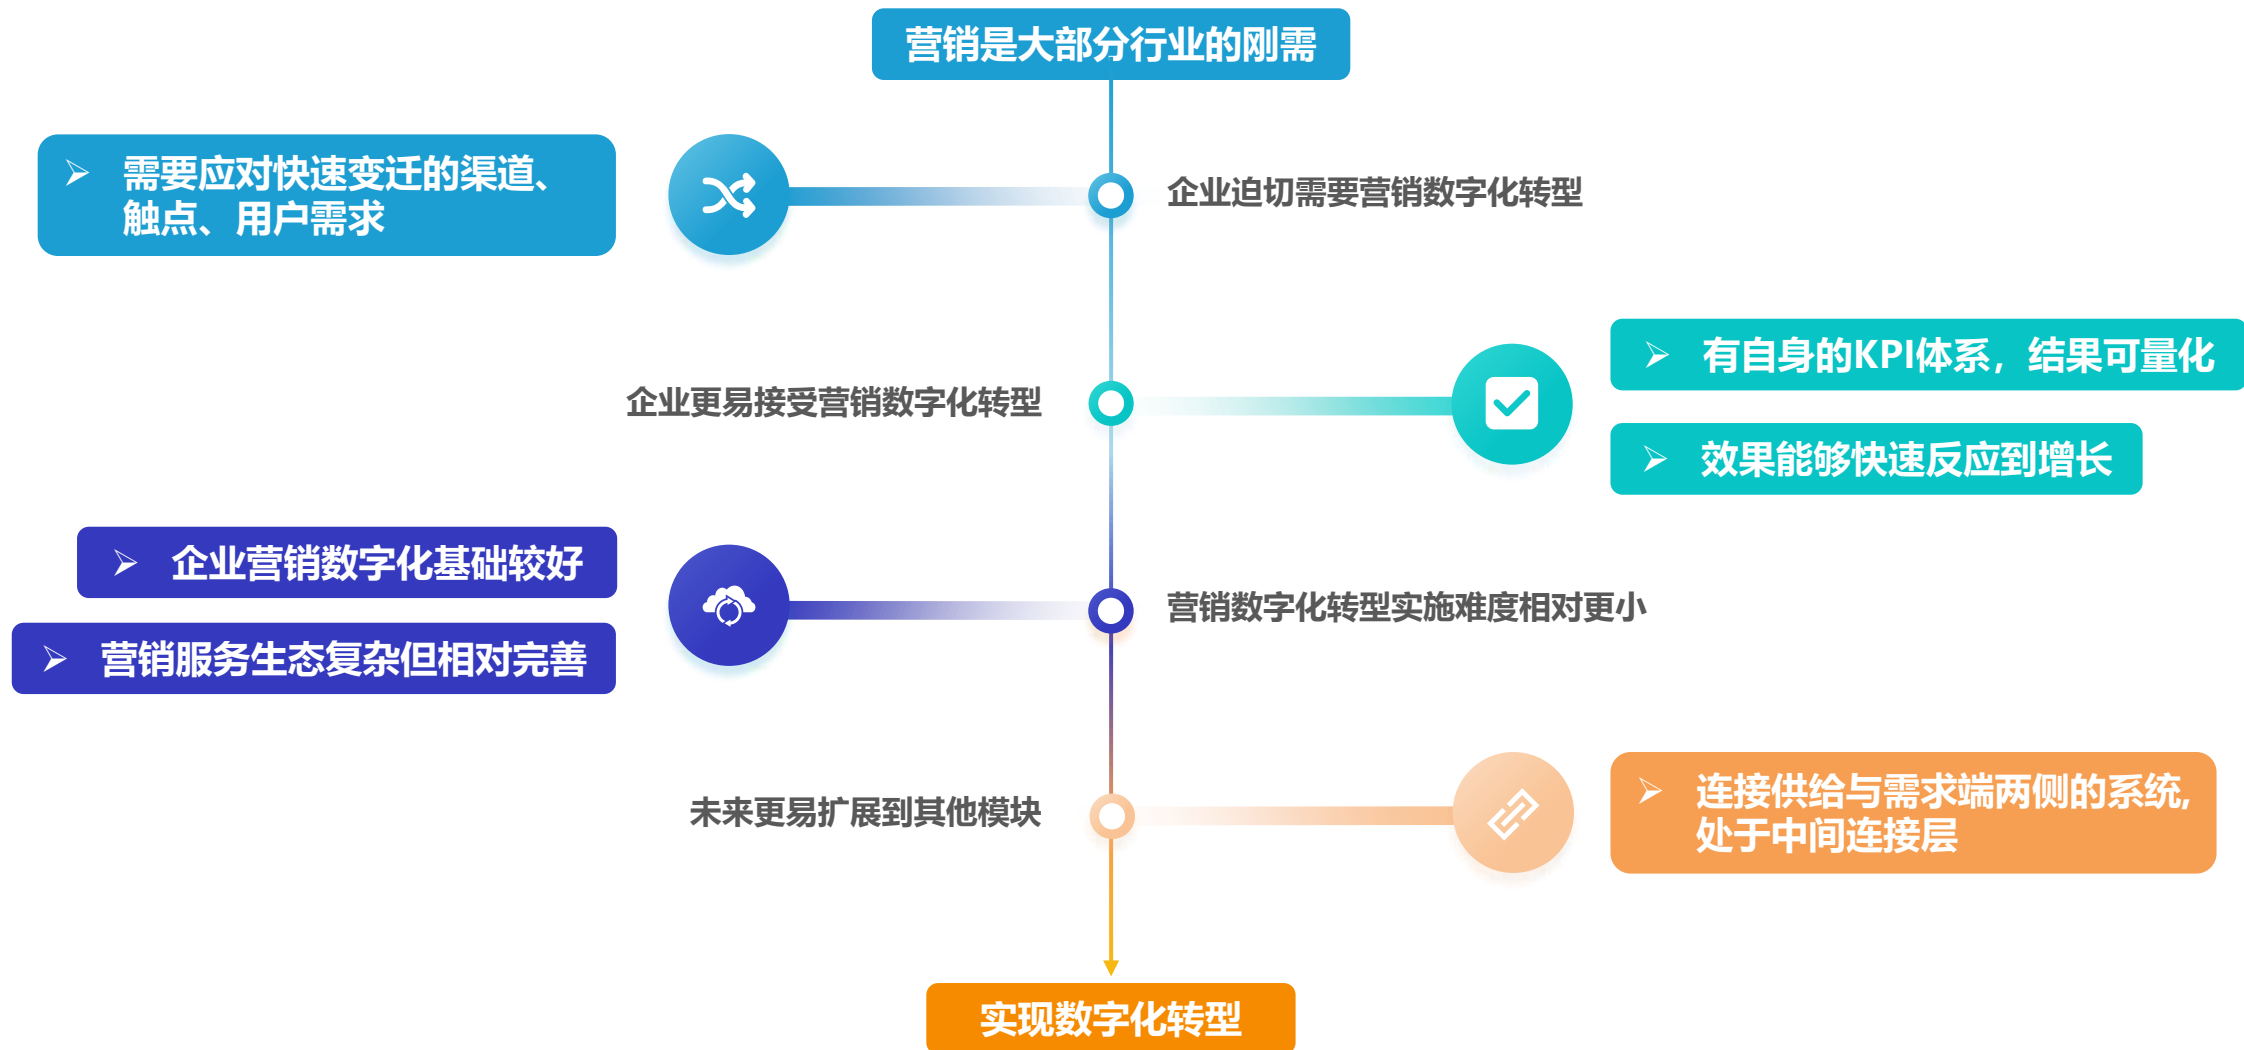 营销是大部分行业的刚需
需要应对快速变迁的渠道、
触点、用户需求
企业迫切需要营销数字化转型
企业更易接受营销数字化转型
有自身的KPI体系，结果可量化
效果能够快速反应到增长
企业营销数字化基础较好
营销服务生态复杂但相对完善
营销数字化转型实施难度相对更小
未来更易扩展到其他模块
连接供给与需求端两侧的系统,
处于中间连接层
实现数字化转型